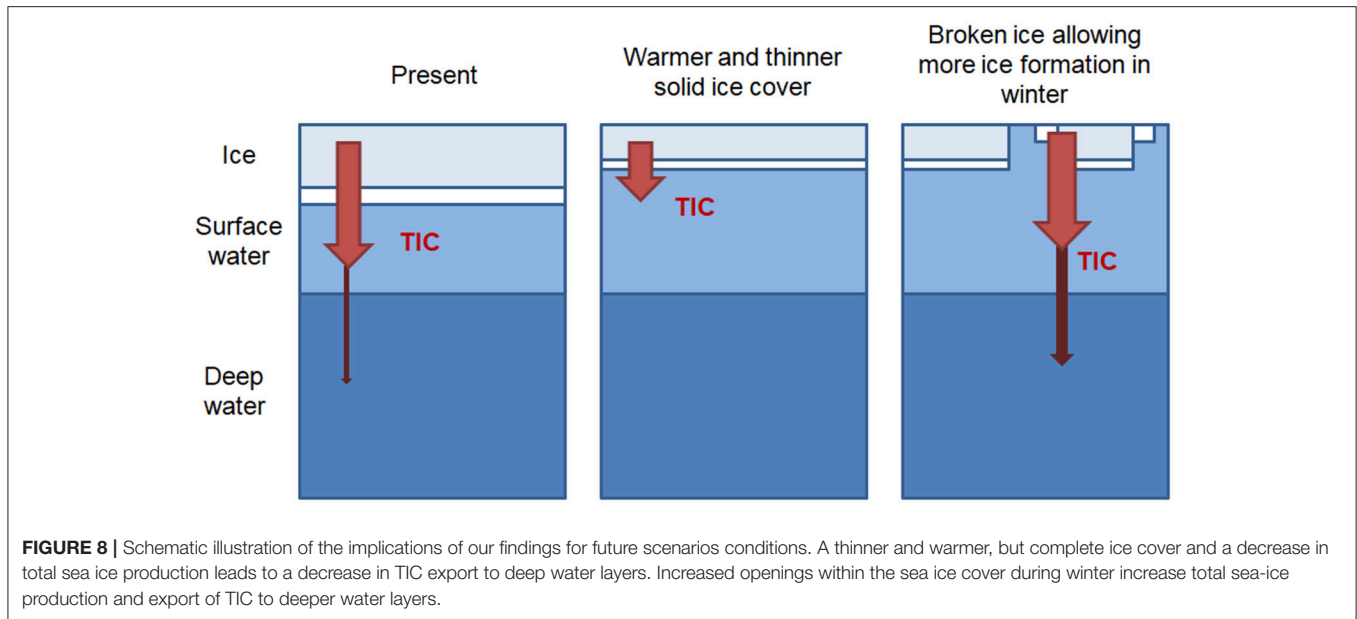 Present
Warmer and thinner
solid ice cover
Broken ice allowing
more ice formation in
winter
Ice
Surface
water
Deep
water
TIC
TIC
TIC
FIGURE 8 | Schematic illustration of the implications of our findings for future scenarios conditions. A thinner and warmer, but complete ice cover and a decrease in
total sea ice production leads to a decrease in TIC export to deep water layers. Increased openings within the sea ice cover during winter increase total sea-ice
production and export of TIC to deeper water layers.